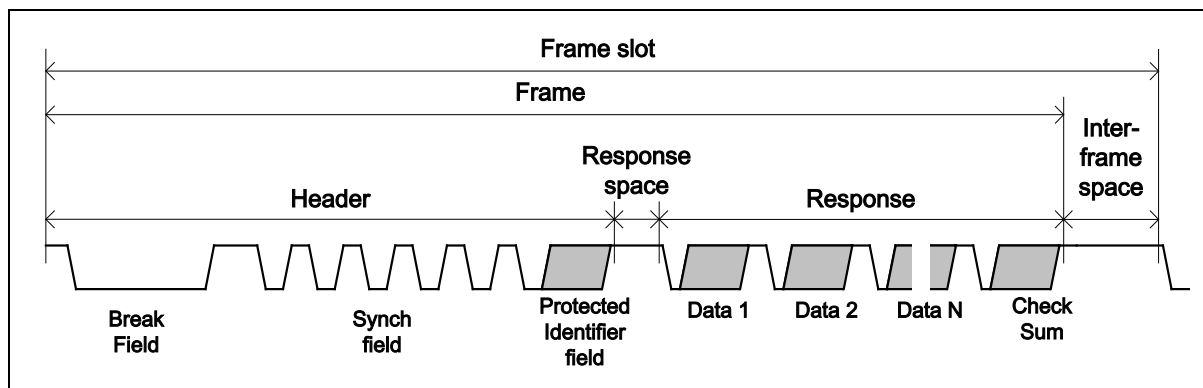 Frame slot
Frame
Inter-
frame
space
Response
space
Header
Response
Break
Field
Synch
field
Protected
Identifier
field
Data 1
Data 2
Data N
Check
Sum